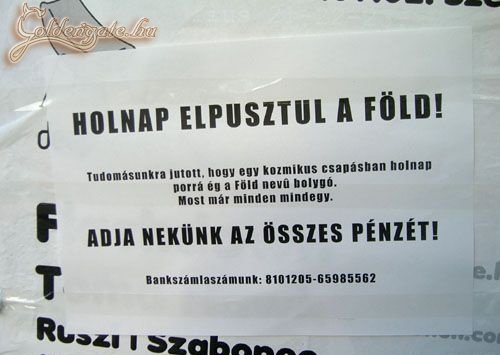 Goldengate.hu
HOLNAP ELPUSZTUL A FÖLD!
Tudomásunkra jutott, hogy egy kozmikus csapásban holnap
porrá ég a Föld nevű bolygó.
Most már minden mindegy.
ADJA NEKÜNK AZ ÖSSZES PÉNZÉT!
Bankszámlaszámunk: 8101205-65985562